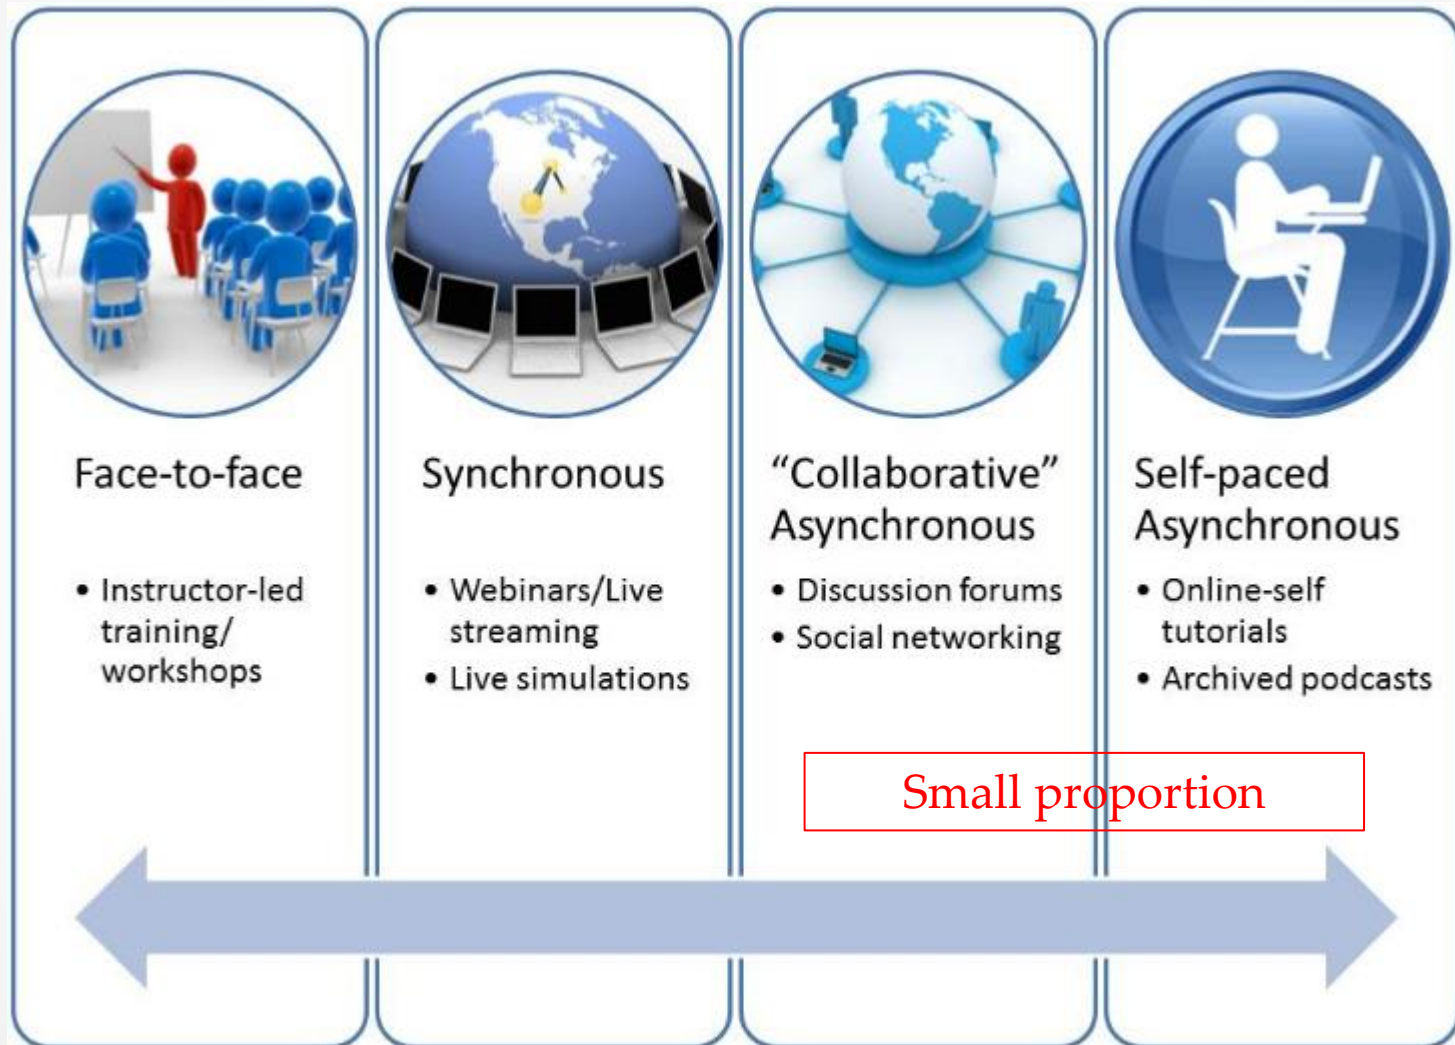 Face-to-face
• Instructor-led
training/
workshops
Synchronous
• Webinars/Live
streaming
• Live simulations
“Collaborative”
Asynchronous
• Discussion forums
• Social networking
Self-paced
Asynchronous
• Online-self
tutorials
• Archived podcasts
Small proportion